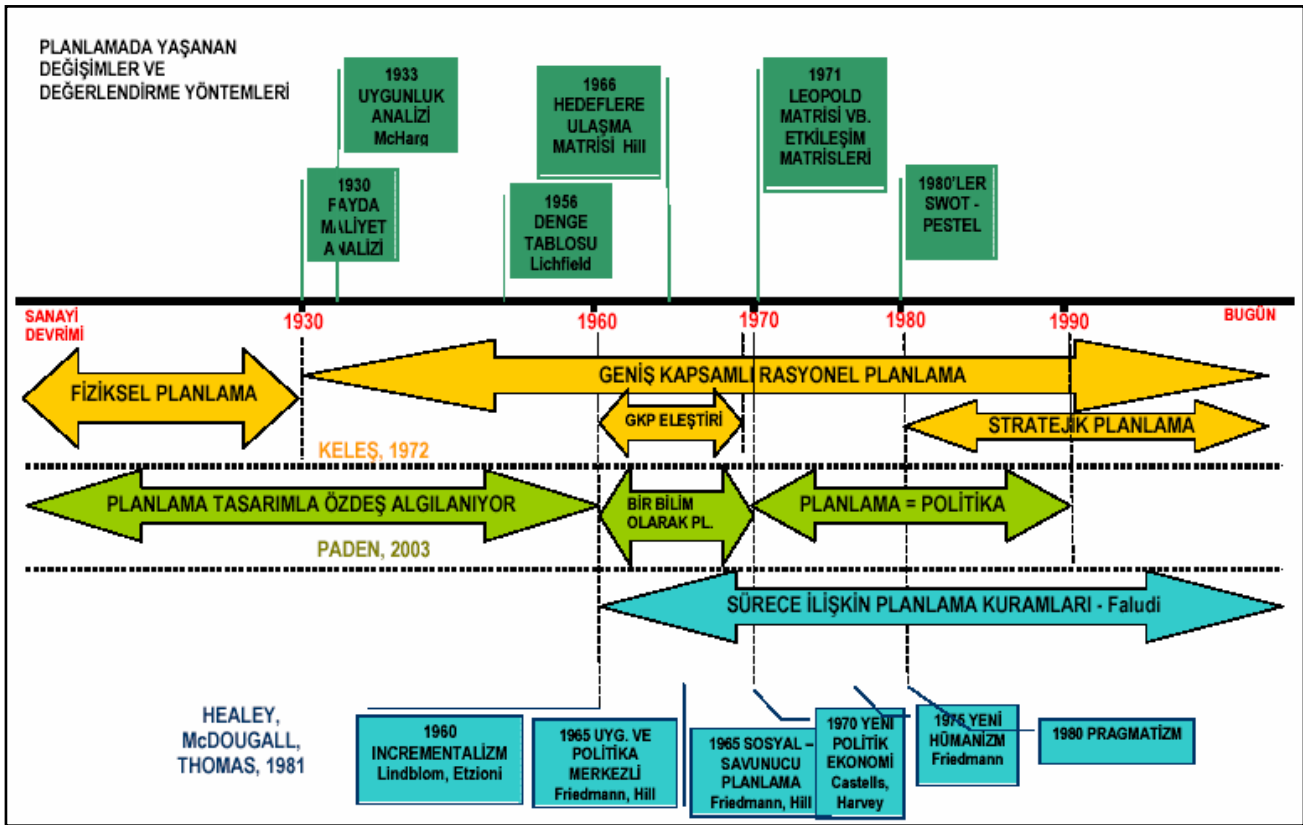 PLANLAMADA YAŞANAN
DEĞİŞİMLER VE
DEĞERLENDİRME YÖNTEMLERİ
1933
UYGUNLUK
ANALİZİ
McHarg
1930
FAYDA
MALİYET
ANALİZİ
1966
HEDEFLERE
ULAŞMA
MATRİSİ Hill
1956
DENGE
TABLOSU
Lichfield
1971
LEOPOLD
MATRİSİ VB.
ETKİLEŞİM
MATRİSLERİ
1980'LER
SWOT -
PESTEL
SANAYİ
DEVRİMİ
1930
1960
1970
1980
1990
BUGÜN
FİZİKSEL PLANLAMA
GENİŞ KAPSAMLI RASYONEL PLANLAMA
GKP ELEŞTİRİ
STRATEJİK PLANLAMA
KELEŞ, 1972
PLANLAMA TASARIMLA ÖZDEŞ ALGILANIYOR
BİR BİLİM
OLARAK PL.
PLANLAMA = POLİTİKA
PADEN, 2003
SÜRECE İLİŞKİN PLANLAMA KURAMLARI - Faludi
HEALEY,
McDOUGALL,
THOMAS, 1981
1960
INCREMENTALİZM
Lindblom, Etzioni
1965 UYG. VE
POLİTİKA
MERKEZLİ
Friedmann, Hill
1965 SOSYAL –
SAVUNUCU
PLANLAMA
Friedmann, Hill
1970 YENİ
POLİTİK
EKONOMİ
Castells,
Harvey
1975 YENİ
HÜMANİZM
Friedmann
1980 PRAGMATİZM